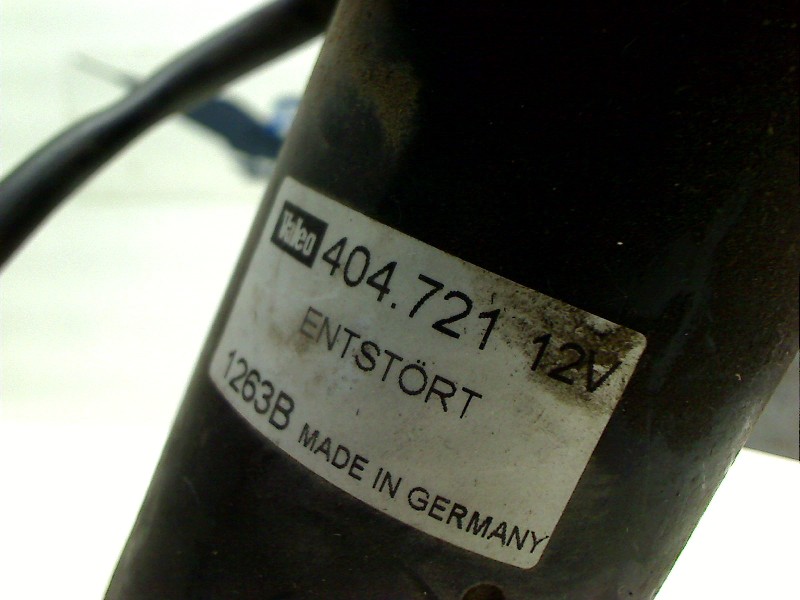 Valeo 404.721 12V
ENTSTÖRT
1263B MADE IN GERMANY